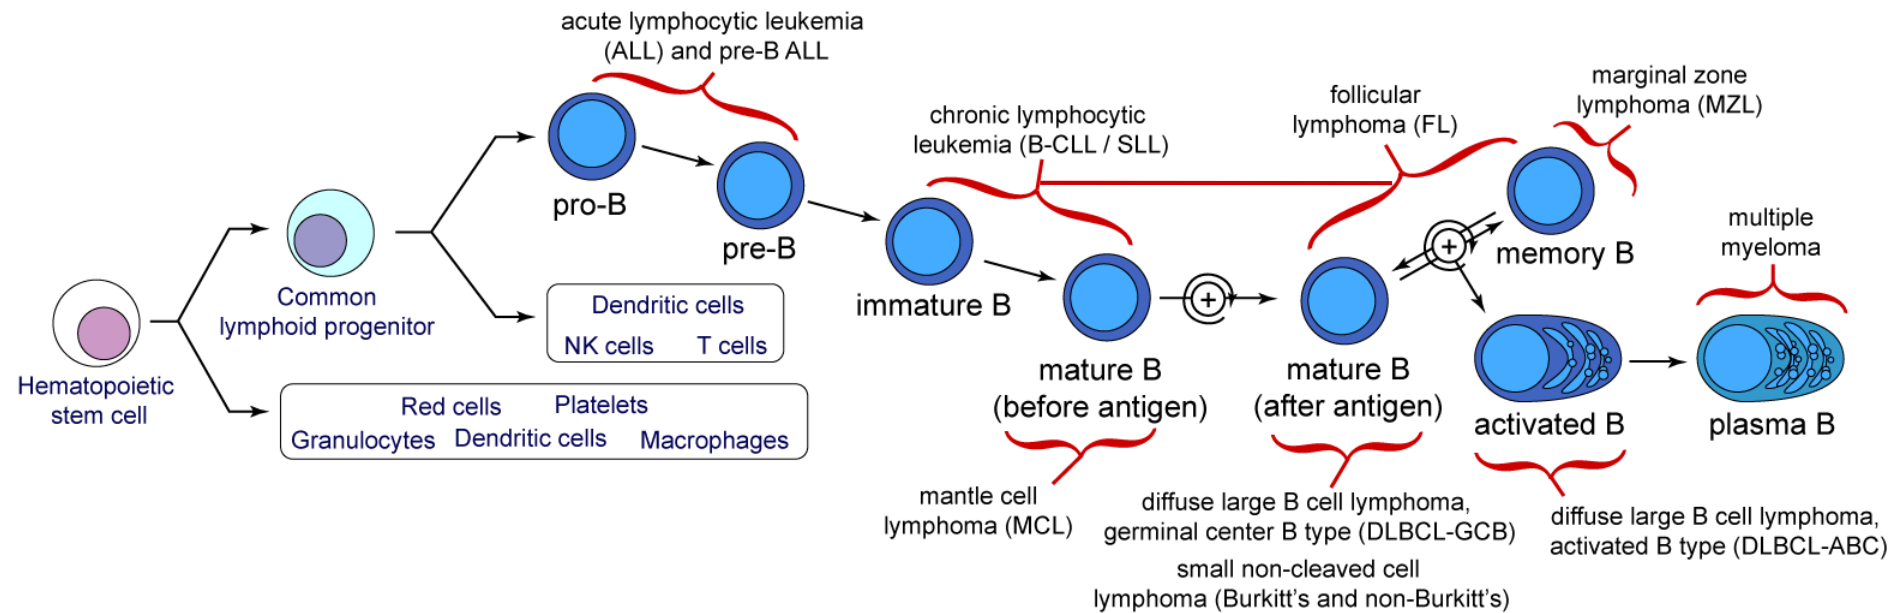 acute lymphocytic leukemia
(ALL) and pre-B ALL
chronic lymphocytic
leukemia (B-CLL / SLL)
follicular
lymphoma (FL)
marginal zone
lymphoma (MZL)
multiple
myeloma
pro-B
pre-B
immature B
mature B
(before antigen)
+
mature B
(after antigen)
+
memory B
activated B
plasma B
Hematopoietic
stem cell
Common
lymphoid progenitor
Dendritic cells
NK cells T cells
Red cells Platelets
Granulocytes Dendritic cells Macrophages
mantle cell
lymphoma (MCL)
diffuse large B cell lymphoma,
germinal center B type (DLBCL-GCB)
small non-cleaved cell
lymphoma (Burkitt's and non-Burkitt's)
diffuse large B cell lymphoma,
activated B type (DLBCL-ABC)